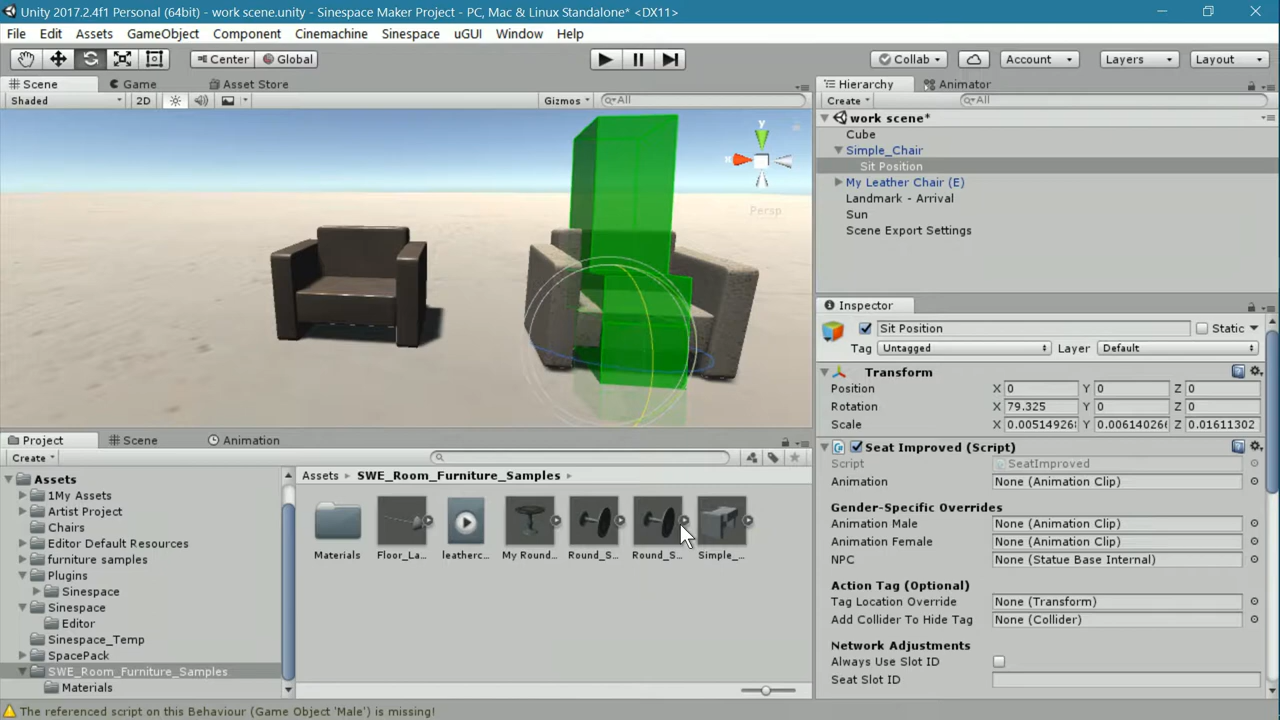 Unity 2017.2.4f1 Personal (64bit) - work scene.unity - Sinespace Maker Project - PC, Mac & Linux Standalone* <DX11>
File Edit Assets GameObject Component Cinemachine Sinespace uGUI Window Help
Center Global Collab Account Layers Layout
Scene Game Asset Store
Shaded 2D Gizmos All
y
Persp
Hierarchy Animator
Create All
work scene*
Cube
Simple_Chair
Sit Position
My Leather Chair (E)
Landmark - Arrival
Sun
Scene Export Settings
Inspector
Sit Position Static
Tag Untagged Layer Default
Transform
Position X 0 Y 0 Z 0
Rotation X 79.325 Y 0 Z 0
Scale X 0.00514926 Y 0.00614026 Z 0.01611302
Seat Improved (Script)
Script SeatImproved
Animation None (Animation Clip)
Gender-Specific Overrides
Animation Male None (Animation Clip)
Animation Female None (Animation Clip)
NPC None (Statue Base Internal)
Action Tag (Optional)
Tag Location Override None (Transform)
Add Collider To Hide Tag None (Collider)
Network Adjustments
Always Use Slot ID
Seat Slot ID
Project Scene Animation
Create
Assets
1My Assets
Artist Project
Chairs
Editor Default Resources
furniture samples
Plugins
Sinespace
Sinespace
Editor
Sinespace_Temp
SpacePack
SWE_Room_Furniture_Samples
Materials
Assets SWE_Room_Furniture_Samples
Materials Floor_La... leatherc... My Round... Round_S... Round_S... Simple_...
The referenced script on this Behaviour (Game Object 'Male') is missing!